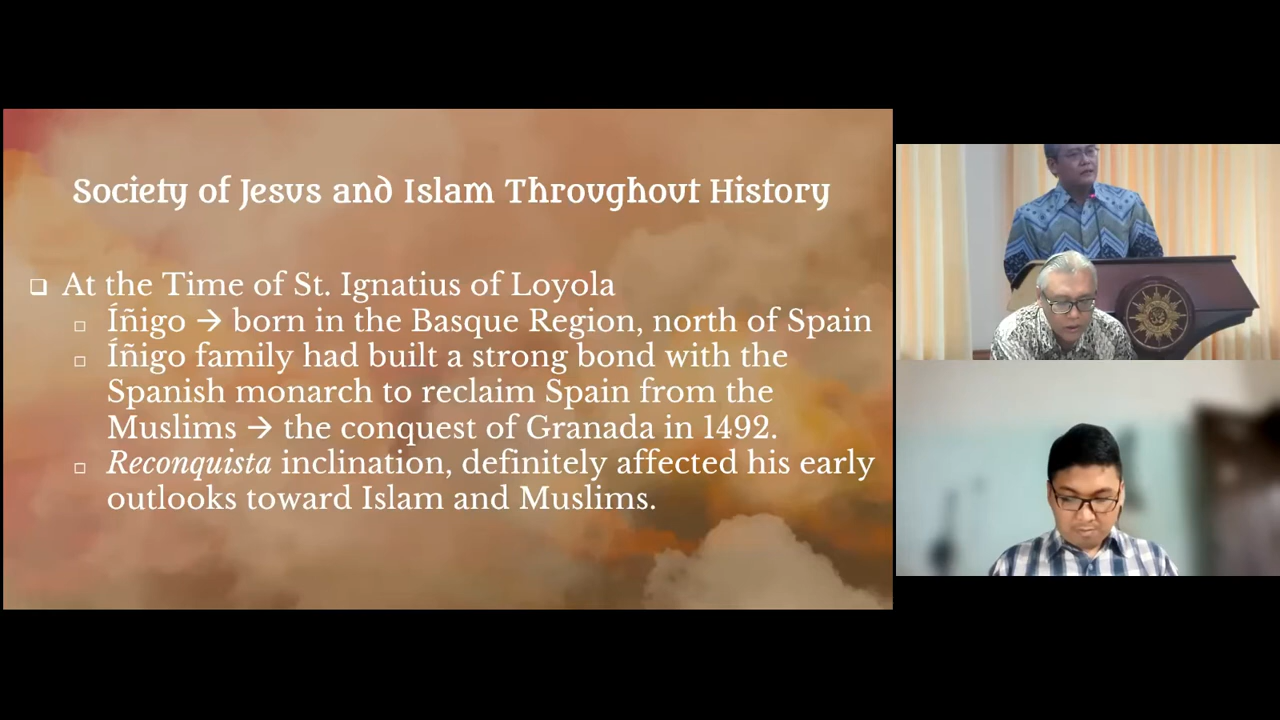 Society of Jesus and Islam Throughout History
❑ At the Time of St. Ignatius of Loyola
□ Íñigo → born in the Basque Region, north of Spain
□ Íñigo family had built a strong bond with the
Spanish monarch to reclaim Spain from the
Muslims → the conquest of Granada in 1492.
□ Reconquista inclination, definitely affected his early
outlooks toward Islam and Muslims.